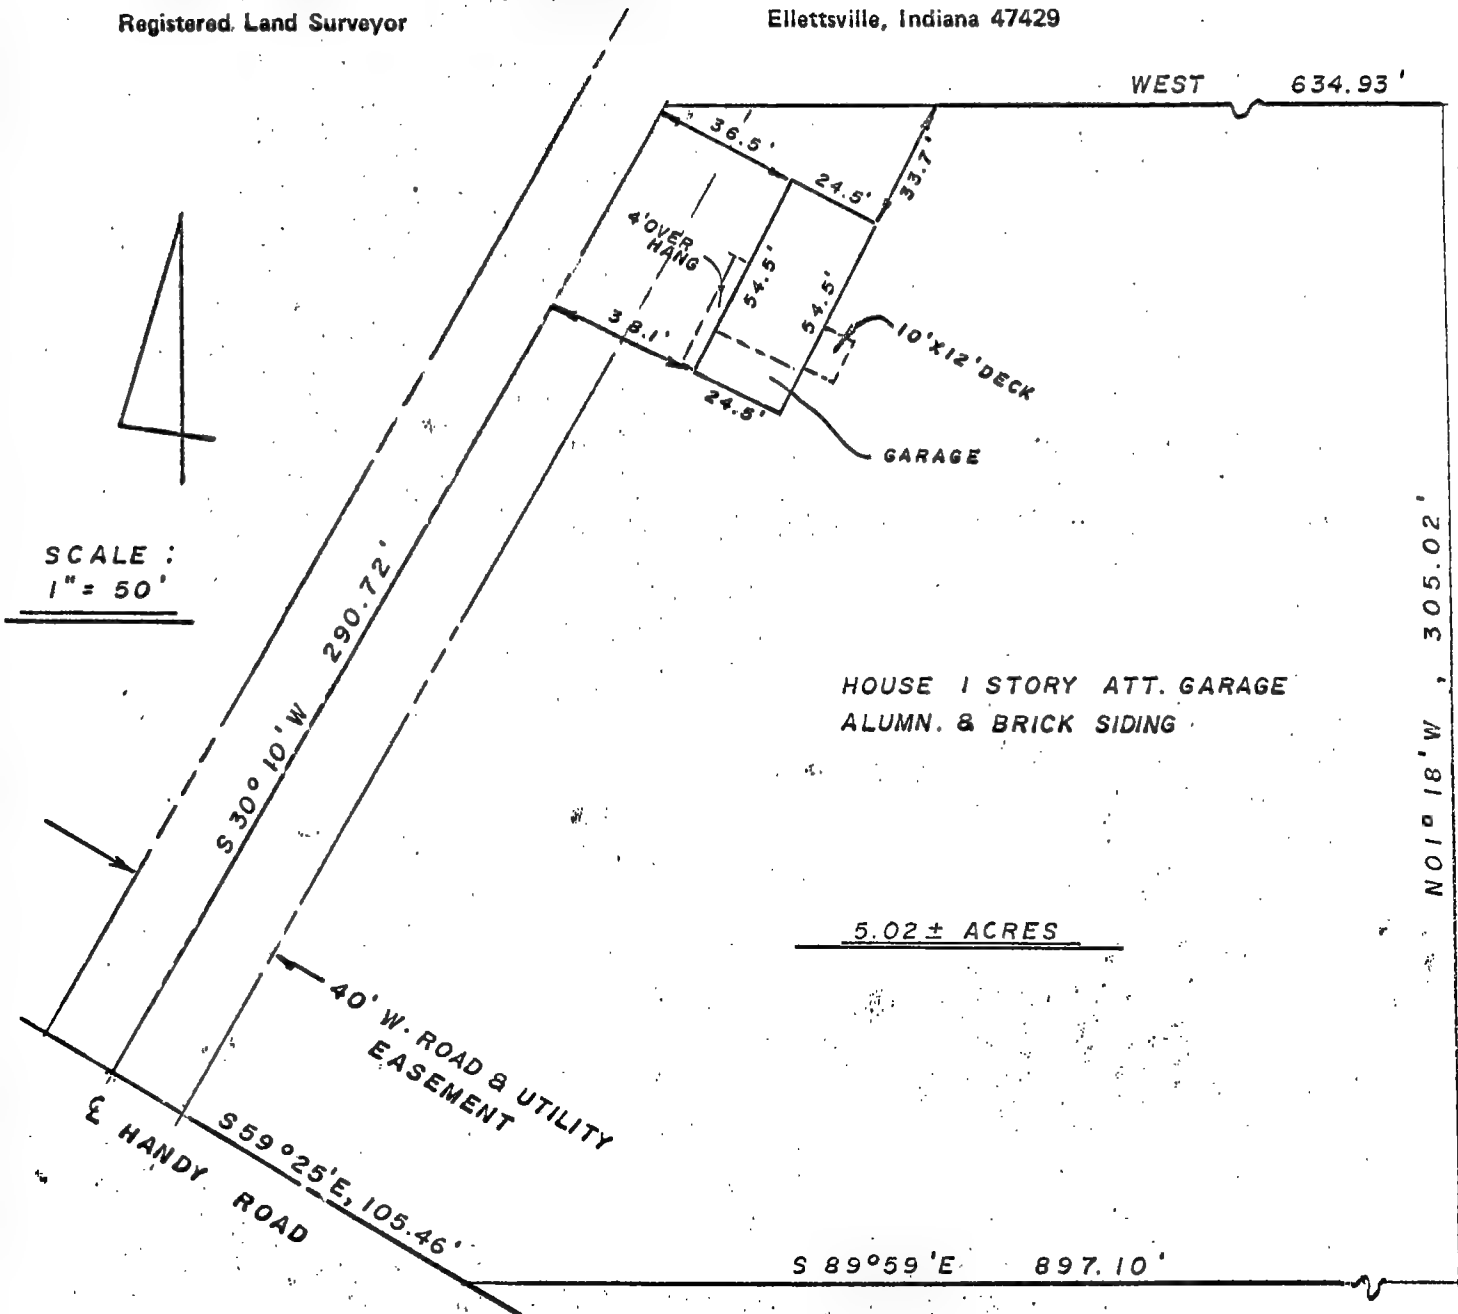 Registered Land Surveyor
Ellettsville, Indiana 47429
WEST 634.93'
36.5'
24.5'
33.7'
4'OVER
HANG
54.5'
54.5'
38.1'
10'X12' DECK
24.5'
GARAGE
SCALE :
1" = 50'
S 30° 10' W 290.72'
N01° 18' W , 305.02'
HOUSE 1 STORY ATT. GARAGE
ALUMN. & BRICK SIDING
5.02 ± ACRES
40' W. ROAD & UTILITY
EASEMENT
℄ HANDY ROAD
S 59° 25' E, 105.46'
S 89° 59' E 897.10'